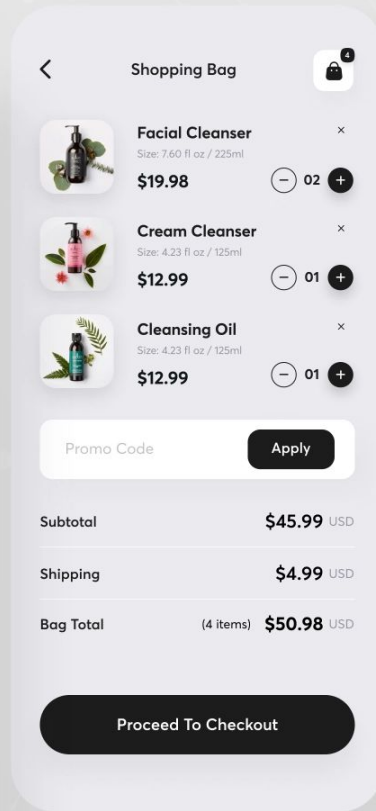 Shopping Bag
4
Facial Cleanser
×
Size: 7.60 fl oz / 225ml
$19.98
− 02 +
Cream Cleanser
×
Size: 4.23 fl oz / 125ml
$12.99
− 01 +
Cleansing Oil
×
Size: 4.23 fl oz / 125ml
$12.99
− 01 +
Promo Code
Apply
Subtotal $45.99 USD
Shipping $4.99 USD
Bag Total (4 items) $50.98 USD
Proceed To Checkout